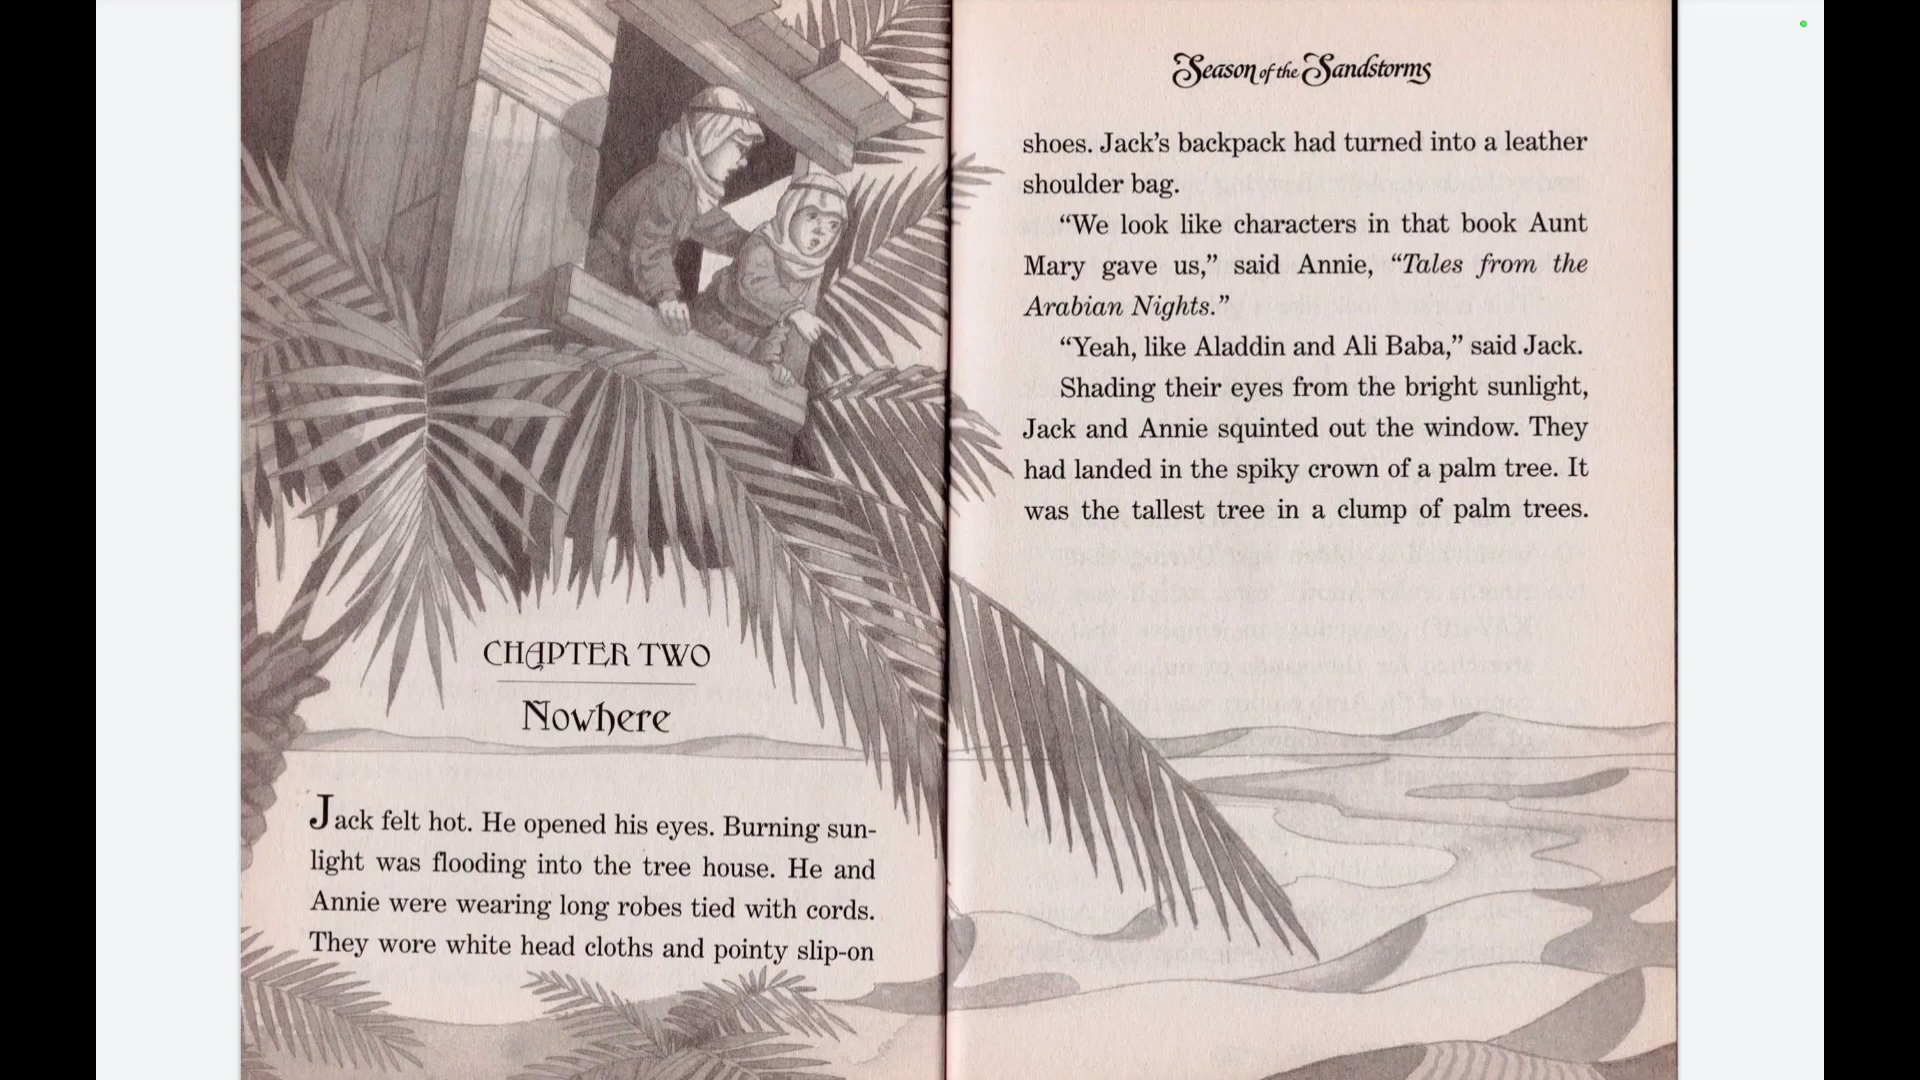 CHAPTER TWO
Nowhere
Jack felt hot. He opened his eyes. Burning sun-
light was flooding into the tree house. He and
Annie were wearing long robes tied with cords.
They wore white head cloths and pointy slip-on
Season of the Sandstorms
shoes. Jack’s backpack had turned into a leather
shoulder bag.
“We look like characters in that book Aunt
Mary gave us,” said Annie, “Tales from the
Arabian Nights.”
“Yeah, like Aladdin and Ali Baba,” said Jack.
Shading their eyes from the bright sunlight,
Jack and Annie squinted out the window. They
had landed in the spiky crown of a palm tree. It
was the tallest tree in a clump of palm trees.